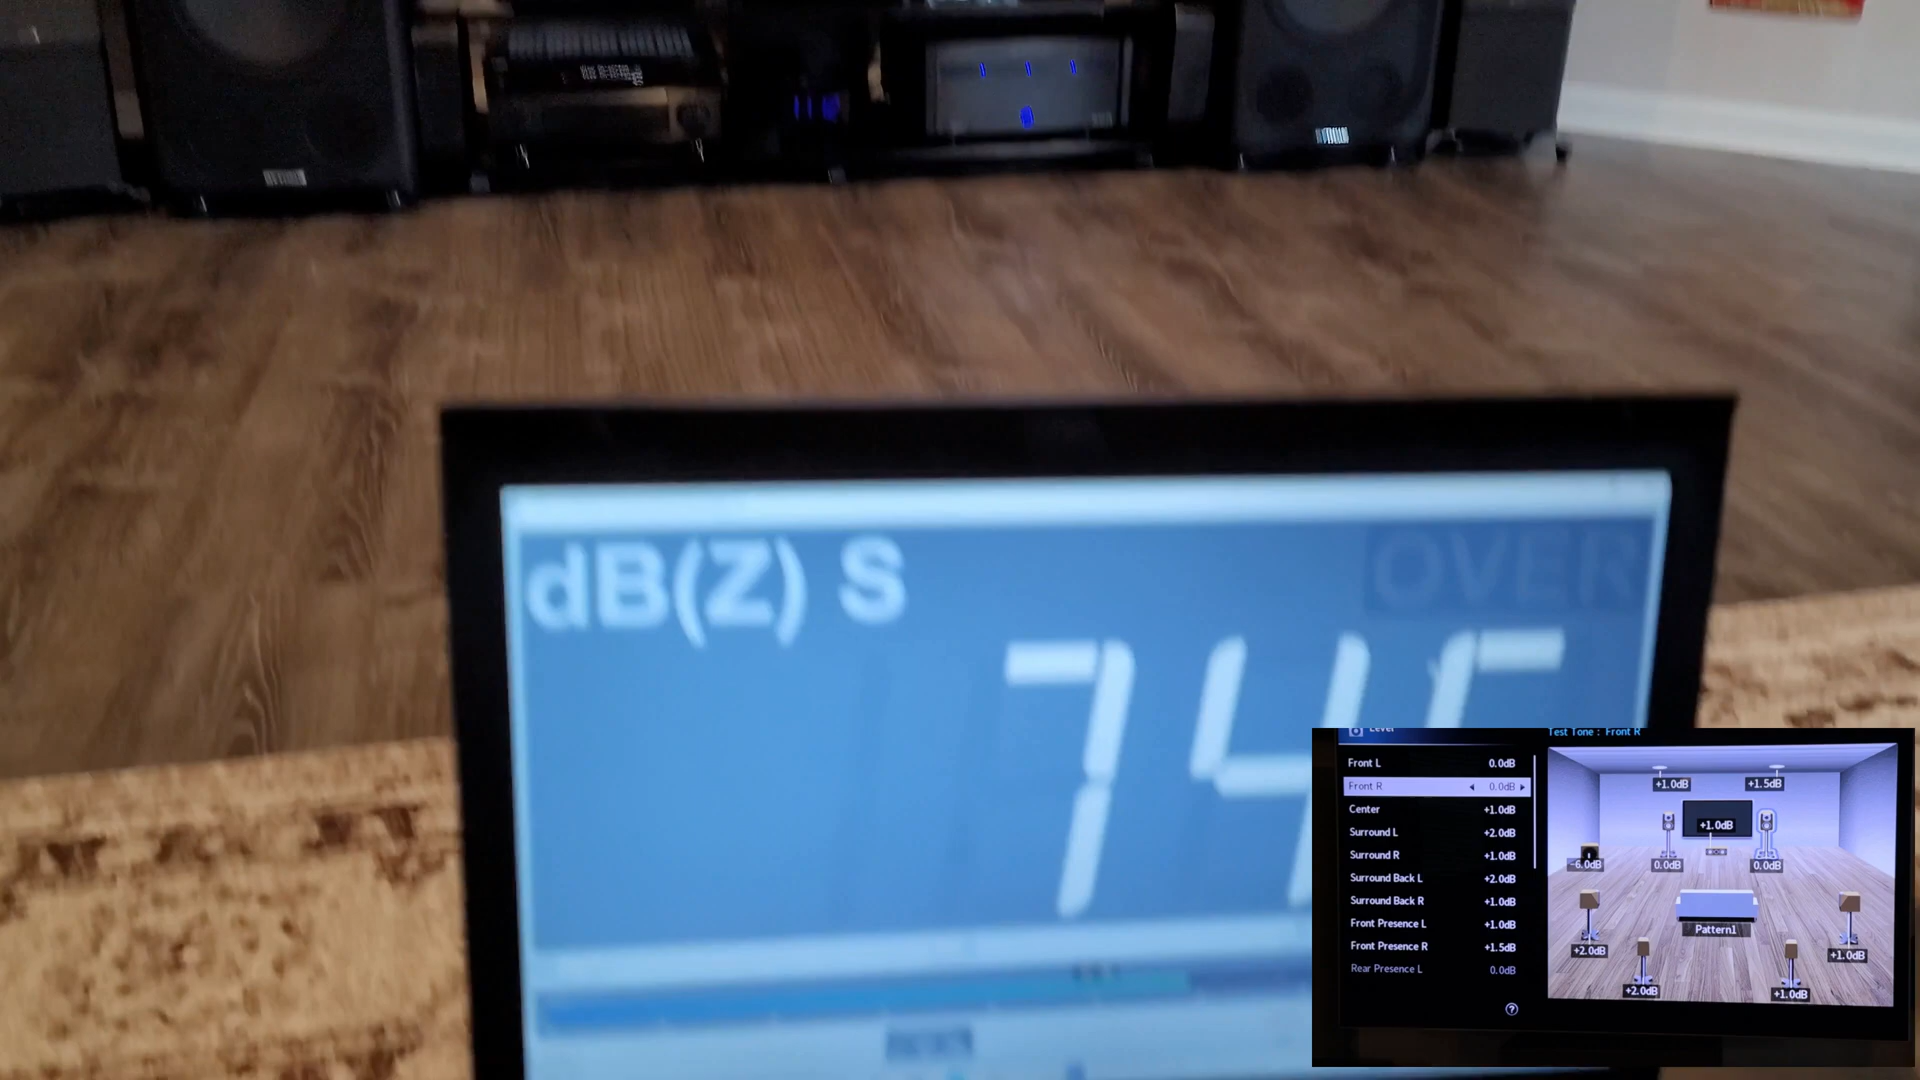 dB(Z) S
OVER
74
Level
Test Tone : Front R
Front L 0.0dB
Front R 0.0dB
Center +1.0dB
Surround L +2.0dB
Surround R +1.0dB
Surround Back L +2.0dB
Surround Back R +1.0dB
Front Presence L +1.0dB
Front Presence R +1.5dB
Rear Presence L 0.0dB
+1.0dB
+1.5dB
+1.0dB
-6.0dB
0.0dB
0.0dB
Pattern1
+2.0dB
+1.0dB
+2.0dB
+1.0dB